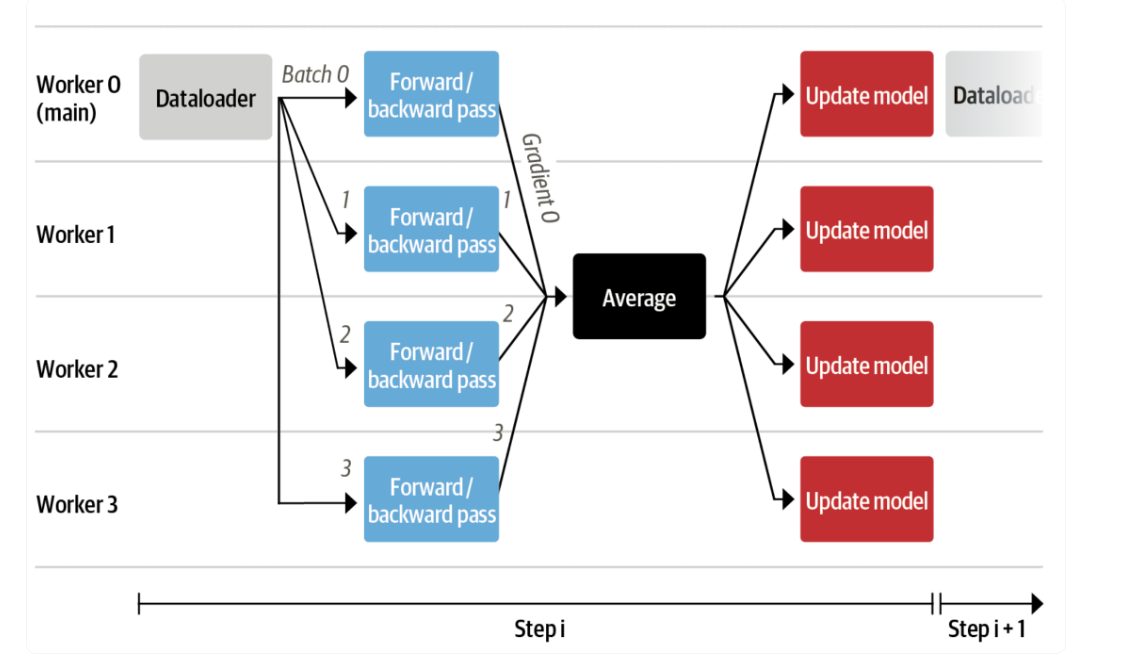 Worker 0
(main)
Dataloader
Batch 0
Forward/
backward pass
Gradient 0
Update model
Dataload
Worker 1
1
Forward/
backward pass
1
Update model
Average
Worker 2
2
Forward/
backward pass
2
Update model
Worker 3
3
Forward/
backward pass
3
Update model
Step i
Step i + 1